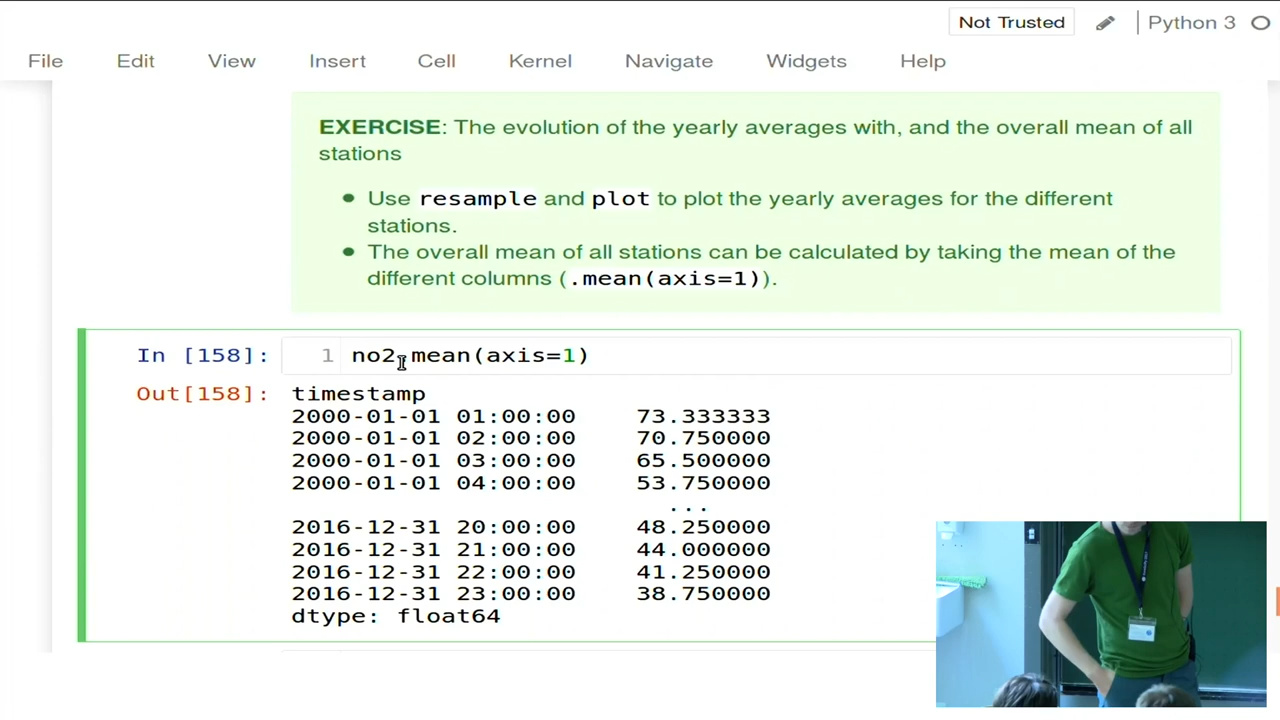 Not Trusted
Python 3
File Edit View Insert Cell Kernel Navigate Widgets Help
EXERCISE: The evolution of the yearly averages with, and the overall mean of all
stations
Use resample and plot to plot the yearly averages for the different
stations.
The overall mean of all stations can be calculated by taking the mean of the
different columns (.mean(axis=1)).
In [158]: 1 no2.mean(axis=1)
Out[158]: timestamp
2000-01-01 01:00:00 73.333333
2000-01-01 02:00:00 70.750000
2000-01-01 03:00:00 65.500000
2000-01-01 04:00:00 53.750000
...
2016-12-31 20:00:00 48.250000
2016-12-31 21:00:00 44.000000
2016-12-31 22:00:00 41.250000
2016-12-31 23:00:00 38.750000
dtype: float64